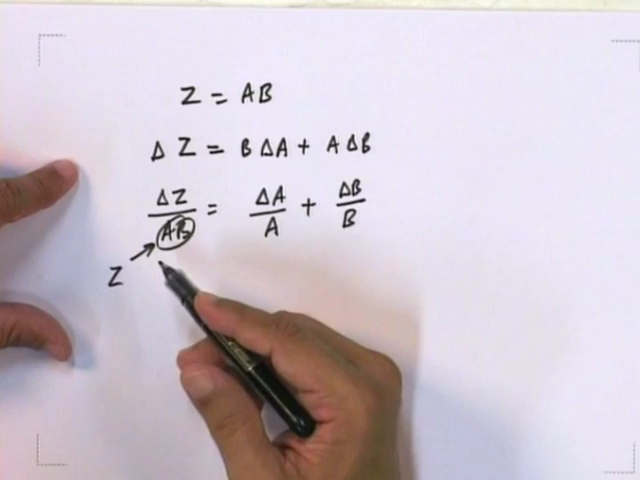 Z = AB
Δ Z = B ΔA + A ΔB
ΔZ/AB = ΔA/A + ΔB/B
Z